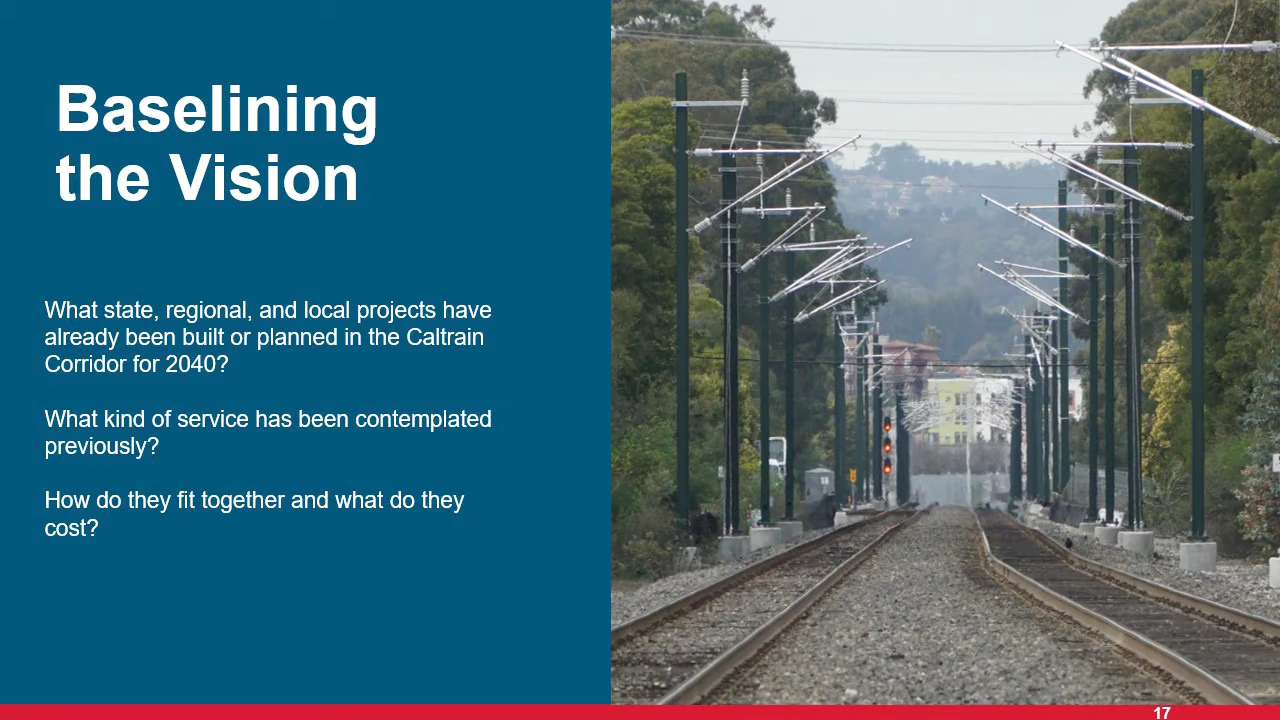 Baselining
the Vision
What state, regional, and local projects have
already been built or planned in the Caltrain
Corridor for 2040?
What kind of service has been contemplated
previously?
How do they fit together and what do they
cost?
17